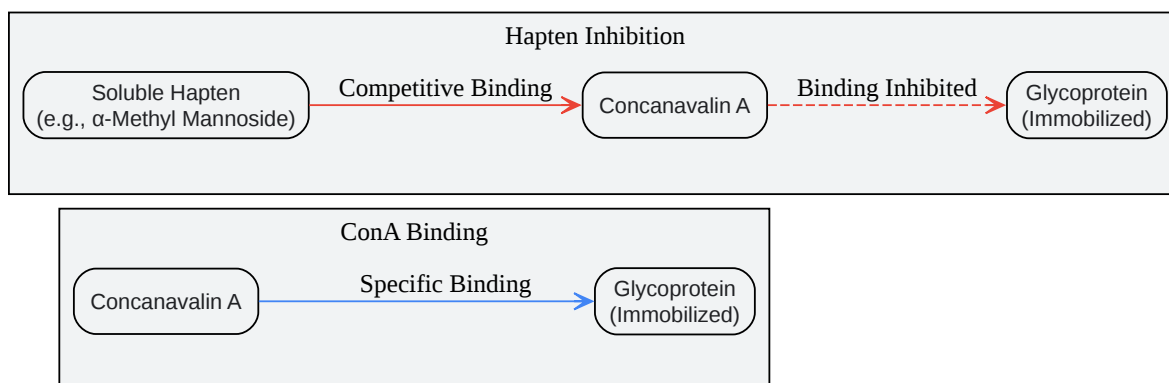 Hapten Inhibition
Soluble Hapten
(e.g., α-Methyl Mannoside)
Competitive Binding
Concanavalin A
Binding Inhibited
Glycoprotein
(Immobilized)
ConA Binding
Concanavalin A
Specific Binding
Glycoprotein
(Immobilized)